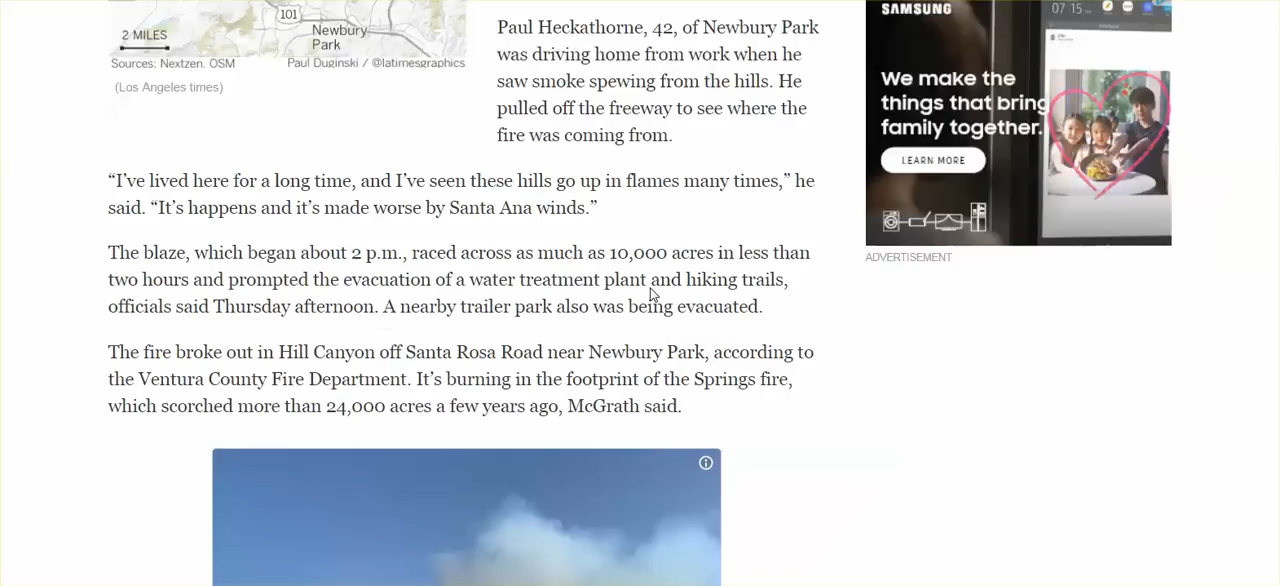 101
2 MILES
Newbury
Park
Sources: Nextzen, OSM
Paul Duginski / @latimesgraphics
(Los Angeles times)
Paul Heckathorne, 42, of Newbury Park
was driving home from work when he
saw smoke spewing from the hills. He
pulled off the freeway to see where the
fire was coming from.
“I’ve lived here for a long time, and I’ve seen these hills go up in flames many times,” he
said. “It’s happens and it’s made worse by Santa Ana winds.”
The blaze, which began about 2 p.m., raced across as much as 10,000 acres in less than
two hours and prompted the evacuation of a water treatment plant and hiking trails,
officials said Thursday afternoon. A nearby trailer park also was being evacuated.
The fire broke out in Hill Canyon off Santa Rosa Road near Newbury Park, according to
the Ventura County Fire Department. It’s burning in the footprint of the Springs fire,
which scorched more than 24,000 acres a few years ago, McGrath said.
SAMSUNG
07:15
We make the
things that bring
family together.
LEARN MORE
ADVERTISEMENT